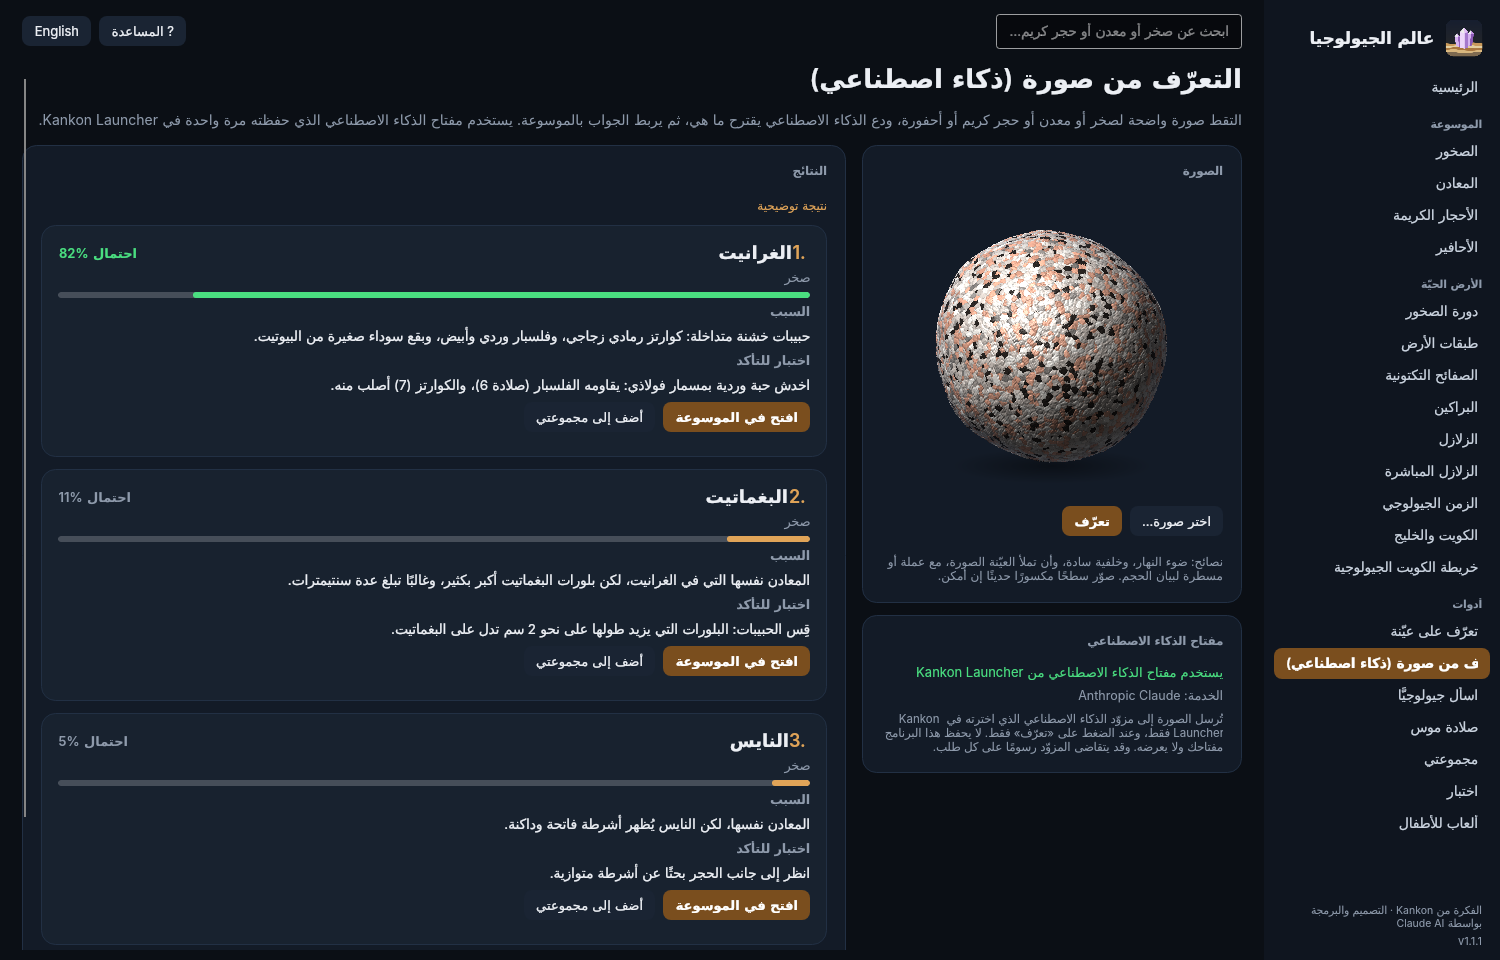 عالم الجيولوجيا
الرئيسية
الموسوعة
الصخور
المعادن
الأحجار الكريمة
الأحافير
الأرض الحيّة
دورة الصخور
طبقات الأرض
الصفائح التكتونية
البراكين
الزلازل
الزلازل المباشرة
الزمن الجيولوجي
الكويت والخليج
خريطة الكويت الجيولوجية
أدوات
تعرّف على عيّنة
ف من صورة (ذكاء اصطناعي)
اسأل جيولوجيًّا
صلادة موس
مجموعتي
اختبار
ألعاب للأطفال
الفكرة من Kankon · التصميم والبرمجة
بواسطة Claude AI
v1.1.1
ابحث عن صخر أو معدن أو حجر كريم...
? المساعدة
English
التعرّف من صورة (ذكاء اصطناعي)
التقط صورة واضحة لصخر أو معدن أو حجر كريم أو أحفورة، ودع الذكاء الاصطناعي يقترح ما هي، ثم يربط الجواب بالموسوعة. يستخدم مفتاح الذكاء الاصطناعي الذي حفظته مرة واحدة في Kankon Launcher.
الصورة
اختر صورة...
تعرّف
نصائح: ضوء النهار، وخلفية سادة، وأن تملأ العيّنة الصورة، مع عملة أو
مسطرة لبيان الحجم. صوّر سطحًا مكسورًا حديثًا إن أمكن.
مفتاح الذكاء الاصطناعي
يستخدم مفتاح الذكاء الاصطناعي من Kankon Launcher
الخدمة: Anthropic Claude
تُرسل الصورة إلى مزوّد الذكاء الاصطناعي الذي اخترته في Kankon
Launcher فقط، وعند الضغط على «تعرّف» فقط. لا يحفظ هذا البرنامج
مفتاحك ولا يعرضه. وقد يتقاضى المزوّد رسومًا على كل طلب.
النتائج
نتيجة توضيحية
1. الغرانيت
احتمال 82%
صخر
السبب
حبيبات خشنة متداخلة: كوارتز رمادي زجاجي، وفلسبار وردي وأبيض، وبقع سوداء صغيرة من البيوتيت.
اختبار للتأكد
اخدش حبة وردية بمسمار فولاذي: يقاومه الفلسبار (صلادة 6)، والكوارتز (7) أصلب منه.
افتح في الموسوعة
أضف إلى مجموعتي
2. البغماتيت
احتمال 11%
صخر
السبب
المعادن نفسها التي في الغرانيت، لكن بلورات البغماتيت أكبر بكثير، وغالبًا تبلغ عدة سنتيمترات.
اختبار للتأكد
قِس الحبيبات: البلورات التي يزيد طولها على نحو 2 سم تدل على البغماتيت.
افتح في الموسوعة
أضف إلى مجموعتي
3. النايس
احتمال 5%
صخر
السبب
المعادن نفسها، لكن النايس يُظهر أشرطة فاتحة وداكنة.
اختبار للتأكد
انظر إلى جانب الحجر بحثًا عن أشرطة متوازية.
افتح في الموسوعة
أضف إلى مجموعتي